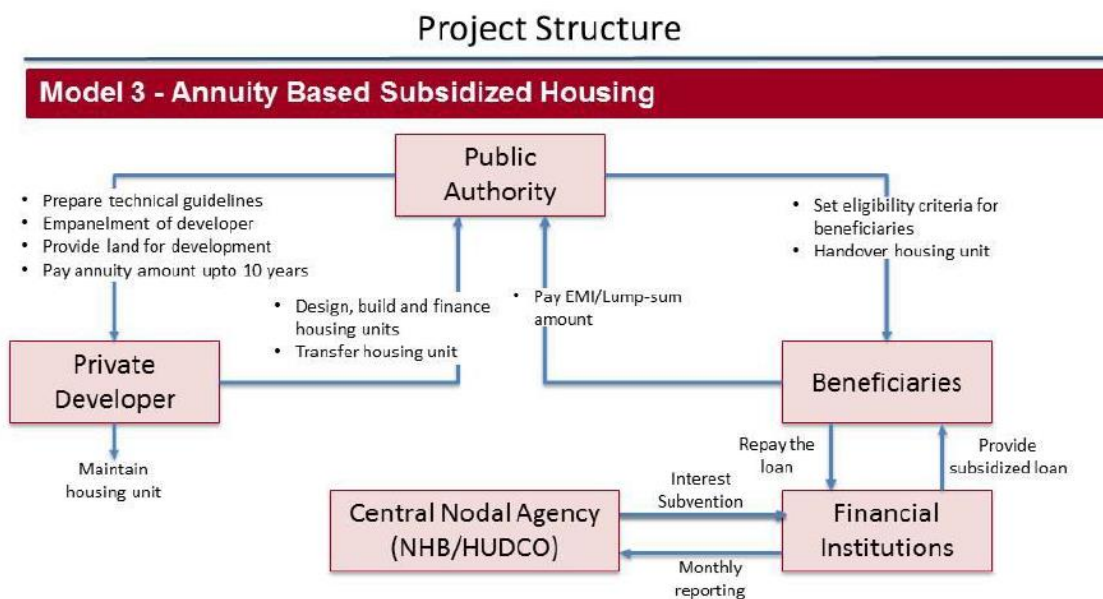 Project Structure
Model 3 - Annuity Based Subsidized Housing
Public
Authority
• Prepare technical guidelines
• Empanelment of developer
• Provide land for development
• Pay annuity amount upto 10 years
• Set eligibility criteria for
beneficiaries
• Handover housing unit
• Design, build and finance
housing units
• Transfer housing unit
• Pay EMI/Lump-sum
amount
Private
Developer
Beneficiaries
Maintain
housing unit
Repay the
loan
Provide
subsidized loan
Interest
Subvention
Central Nodal Agency
(NHB/HUDCO)
Financial
Institutions
Monthly
reporting